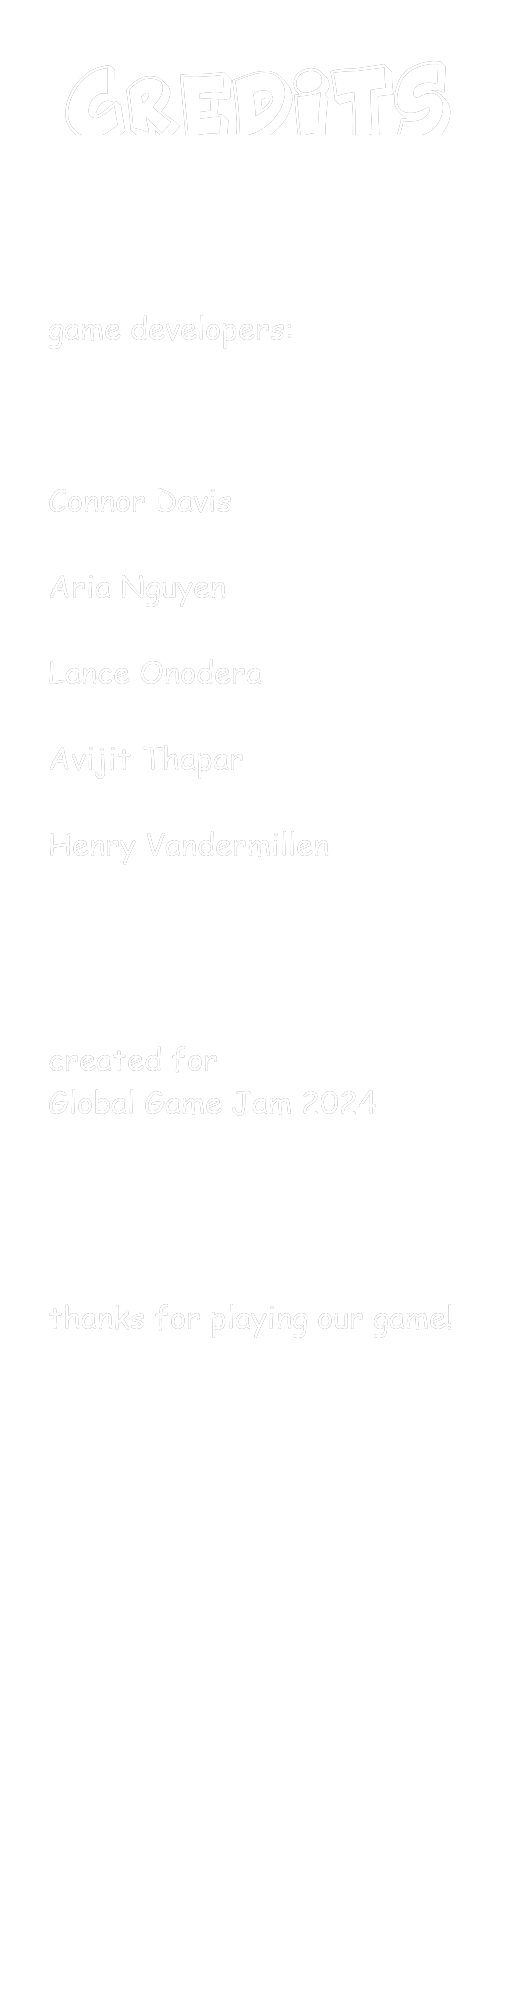 CREDiTS
game developers:
Connor Davis
Aria Nguyen
Lance Onodera
Avijit Thapar
Henry Vandermillen
created for
Global Game Jam 2024
thanks for playing our game!